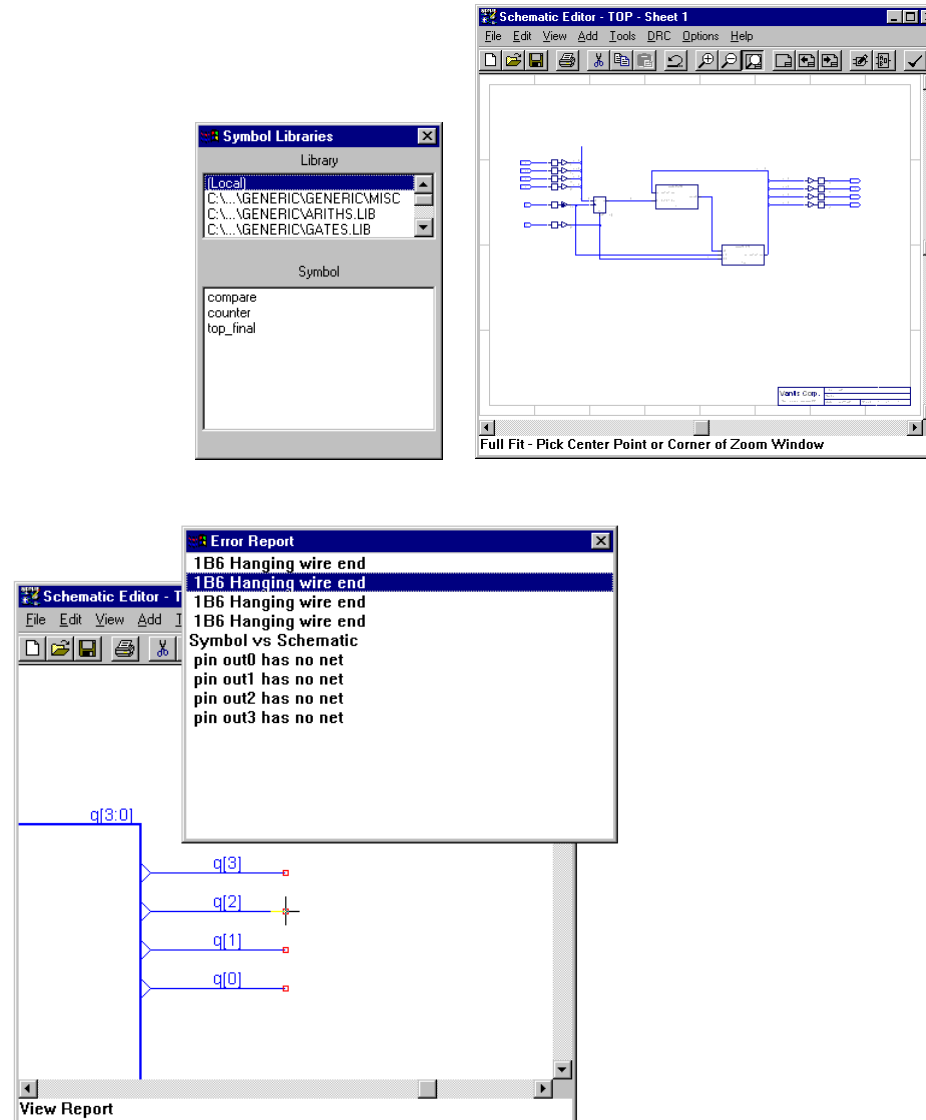 Schematic Editor - TOP - Sheet 1
File Edit View Add Tools DRC Options Help
Symbol Libraries
Library
(Local)
C:\...\GENERIC\GENERIC\MISC
C:\...\GENERIC\ARITHS.LIB
C:\...\GENERIC\GATES.LIB
Symbol
compare
counter
top_final
Vantis Corp.
Full Fit - Pick Center Point or Corner of Zoom Window
Error Report
1B6 Hanging wire end
1B6 Hanging wire end
1B6 Hanging wire end
1B6 Hanging wire end
Symbol vs Schematic
pin out0 has no net
pin out1 has no net
pin out2 has no net
pin out3 has no net
Schematic Editor - T
File Edit View Add
q[3:0]
q[3]
q[2]
q[1]
q[0]
View Report